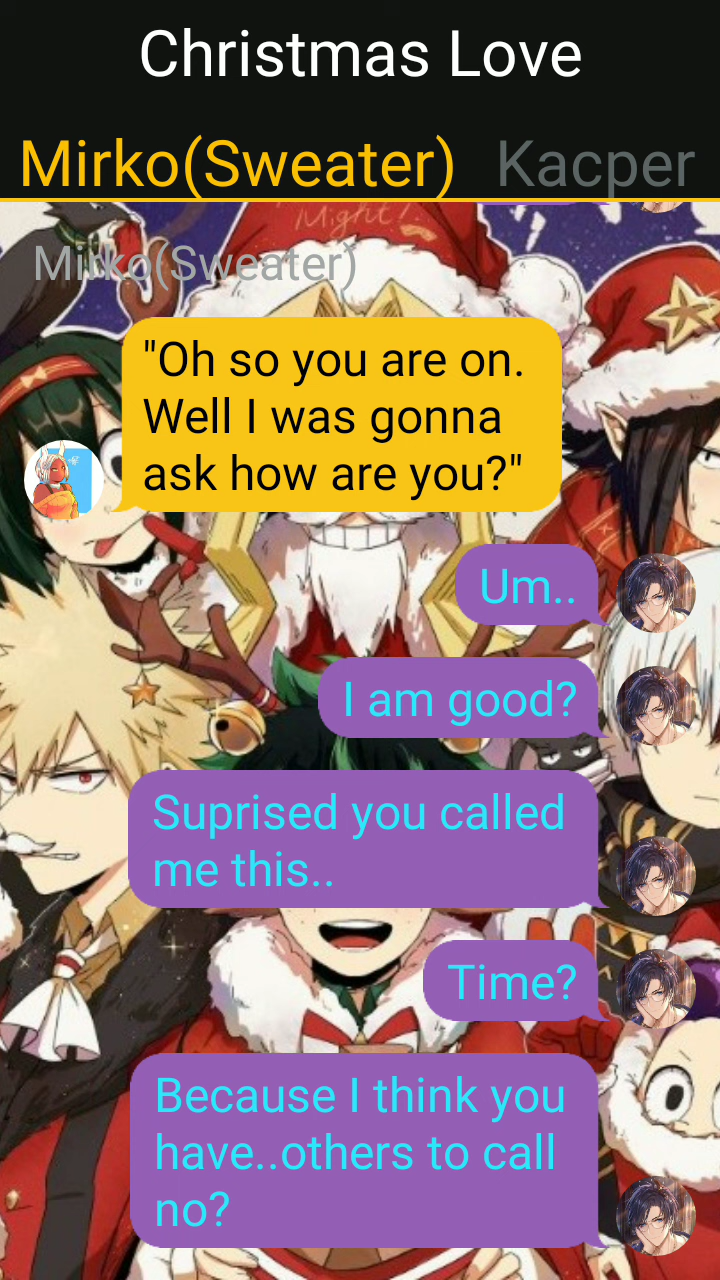 Christmas Love
Mirko(Sweater) Kacper
Might!
Mirko(Sweater)
"Oh so you are on.
Well I was gonna
ask how are you?"
Um..
I am good?
Suprised you called
me this..
Time?
Because I think you
have..others to call
no?